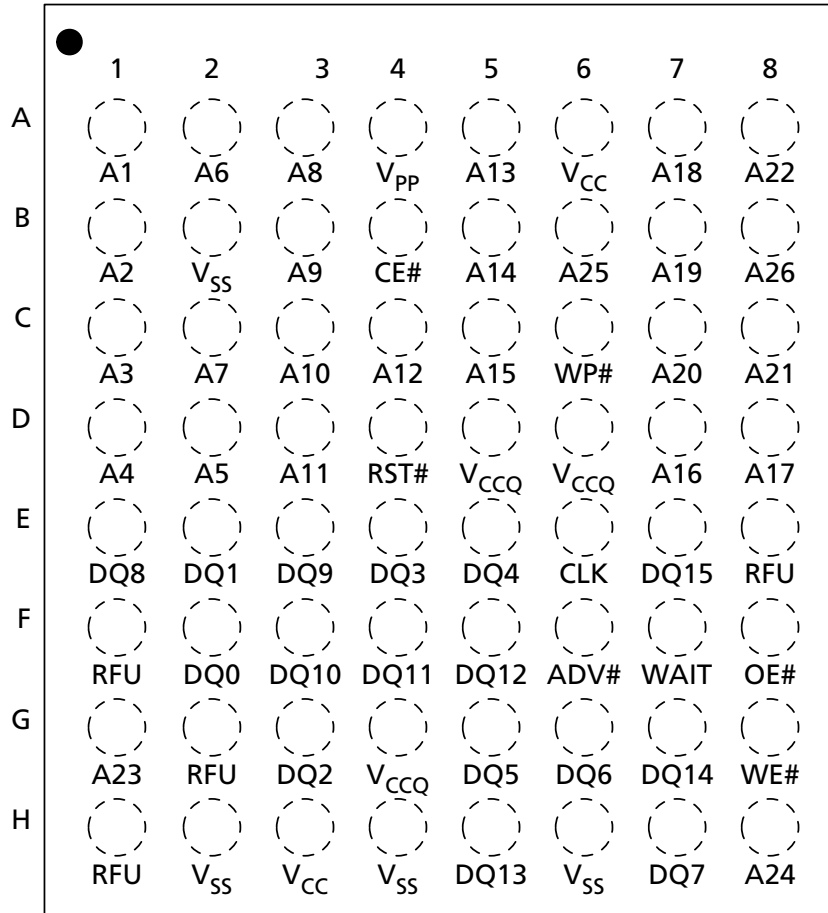 1 2 3 4 5 6 7 8
A
A1 A6 A8 VPP A13 VCC A18 A22
B
A2 VSS A9 CE# A14 A25 A19 A26
C
A3 A7 A10 A12 A15 WP# A20 A21
D
A4 A5 A11 RST# VCCQ VCCQ A16 A17
E
DQ8 DQ1 DQ9 DQ3 DQ4 CLK DQ15 RFU
F
RFU DQ0 DQ10 DQ11 DQ12 ADV# WAIT OE#
G
A23 RFU DQ2 VCCQ DQ5 DQ6 DQ14 WE#
H
RFU VSS VCC VSS DQ13 VSS DQ7 A24